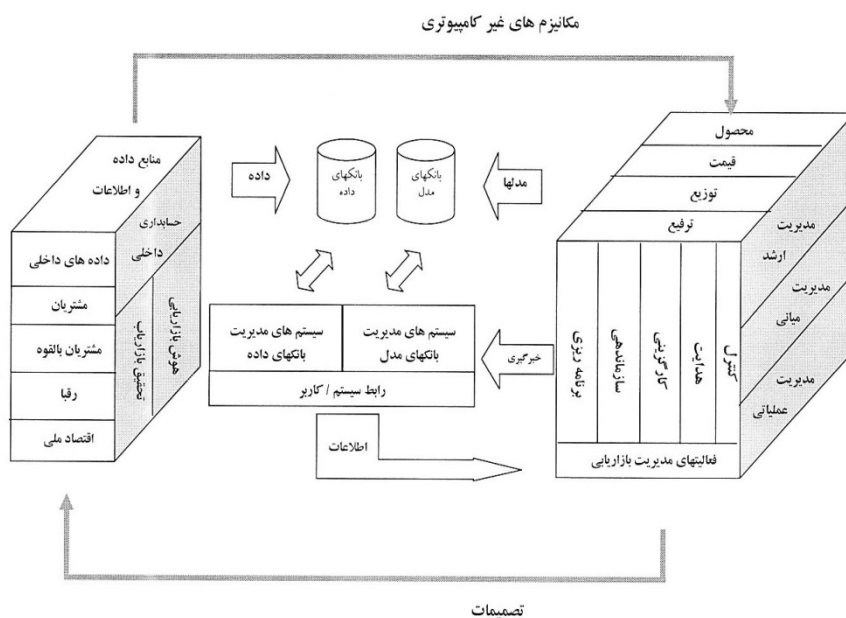 مکانیزم های غیر کامپیوتری
منابع داده
و اطلاعات
حسابداری
داخلی
داده های داخلی
مشتریان
مشتریان بالقوه
رقبا
اقتصاد ملی
هوش بازاریابی
تحقیق بازاریاب
داده
بانکهای
داده
بانکهای
مدل
مدلها
سیستم های مدیریت
بانکهای مدل
سیستم های مدیریت
بانکهای داده
رابط سیستم / کاربر
خبرگیری
اطلاعات
محصول
قیمت
توزیع
ترفیع
مدیریت
ارشد
مدیریت
میانی
مدیریت
عملیاتی
کنترل
هدایت
کارگزینی
سازماندهی
برنامه ریزی
فعالیتهای مدیریت بازاریابی
تصمیمات